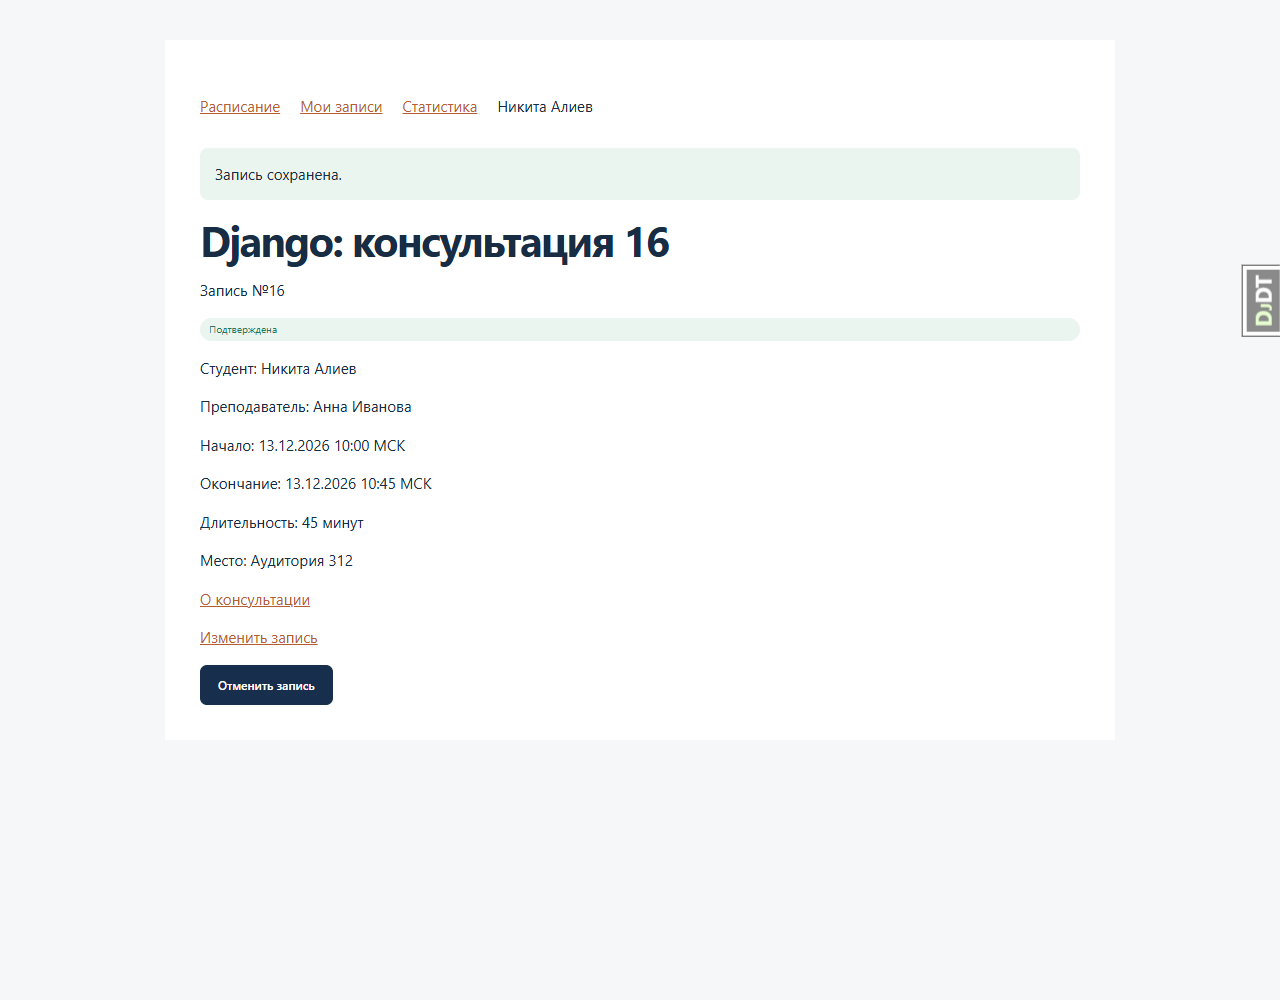 Расписание Мои записи Статистика Никита Алиев
Запись сохранена.
Django: консультация 16
Запись №16
Подтверждена
Студент: Никита Алиев
Преподаватель: Анна Иванова
Начало: 13.12.2026 10:00 МСК
Окончание: 13.12.2026 10:45 МСК
Длительность: 45 минут
Место: Аудитория 312
О консультации
Изменить запись
Отменить запись
DJDT